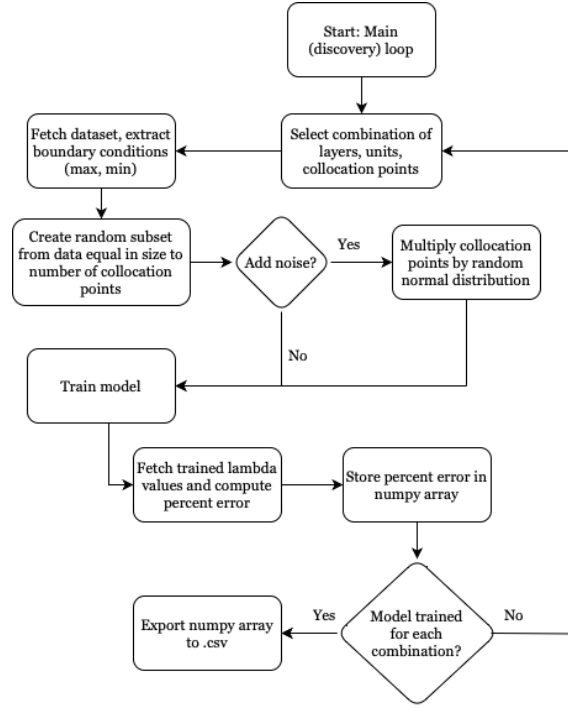 Start: Main
(discovery) loop
Select combination of
layers, units,
collocation points
Fetch dataset, extract
boundary conditions
(max, min)
Create random subset
from data equal in size to
number of collocation
points
Add noise?
Yes
Multiply collocation
points by random
normal distribution
No
Train model
Fetch trained lambda
values and compute
percent error
Store percent error in
numpy array
Model trained
for each
combination?
No
Yes
Export numpy array
to .csv